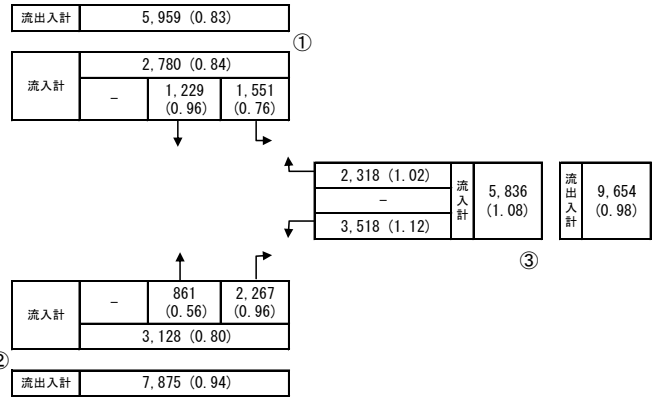 流出入計 5,959 (0.83)
①
流入計 2,780 (0.84)
－ 1,229 (0.96) 1,551 (0.76)
2,318 (1.02)
－
3,518 (1.12)
流入計 5,836 (1.08)
流出入計 9,654 (0.98)
③
流入計 － 861 (0.56) 2,267 (0.96)
3,128 (0.80)
②
流出入計 7,875 (0.94)